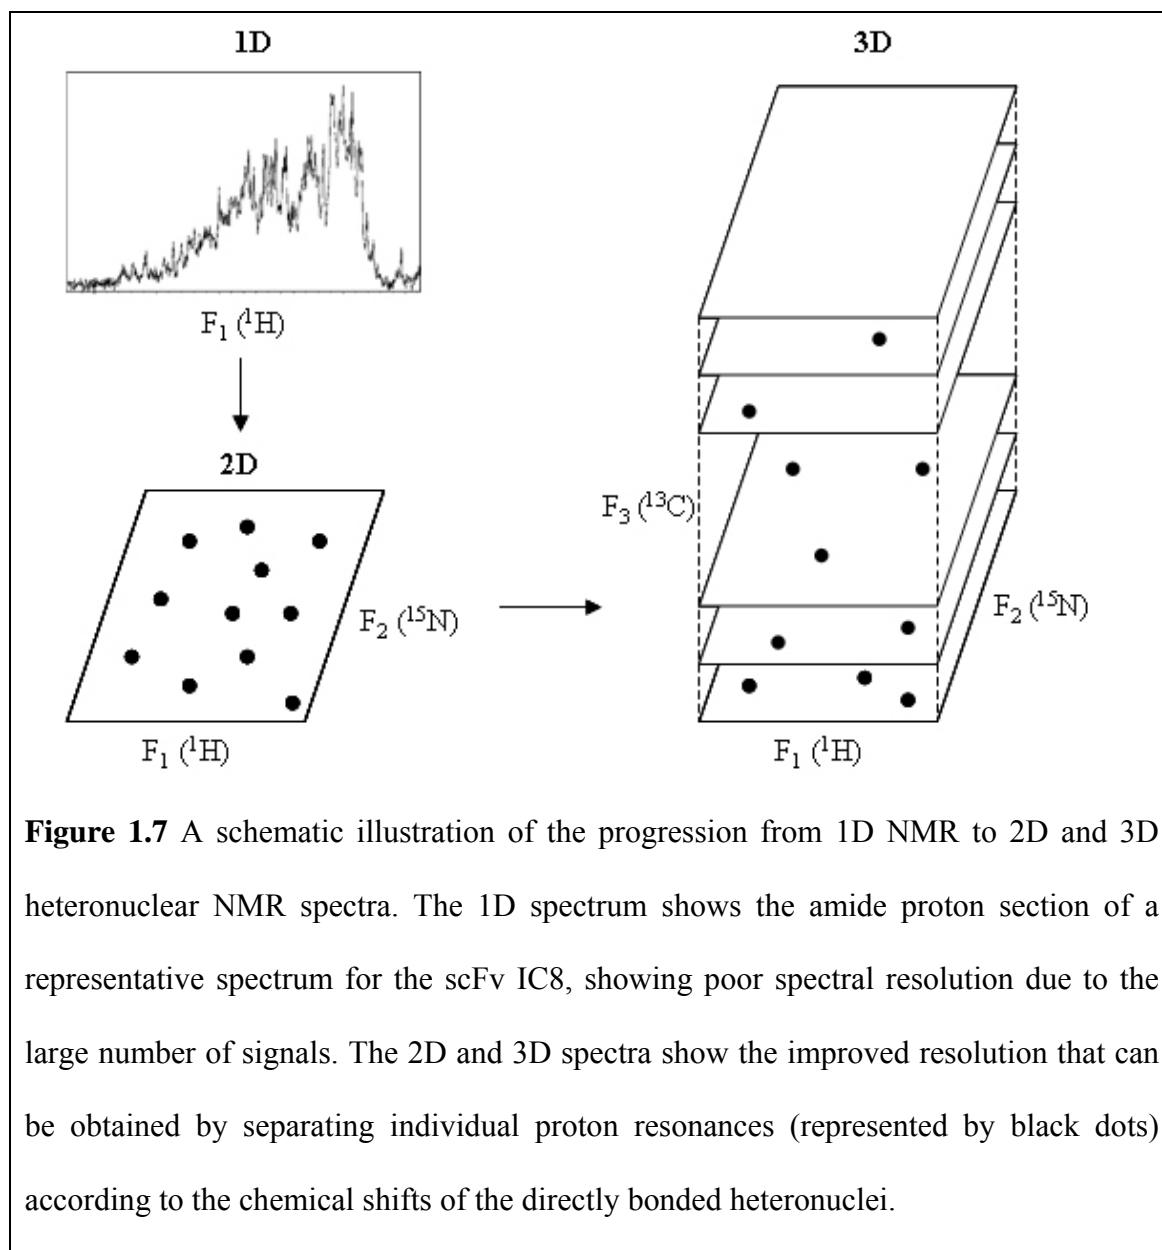 1D
3D
F₁ (¹H)
2D
F₃ (¹³C)
F₂ (¹⁵N)
F₂ (¹⁵N)
F₁ (¹H)
F₁ (¹H)
Figure 1.7 A schematic illustration of the progression from 1D NMR to 2D and 3D
heteronuclear NMR spectra. The 1D spectrum shows the amide proton section of a
representative spectrum for the scFv IC8, showing poor spectral resolution due to the
large number of signals. The 2D and 3D spectra show the improved resolution that can
be obtained by separating individual proton resonances (represented by black dots)
according to the chemical shifts of the directly bonded heteronuclei.